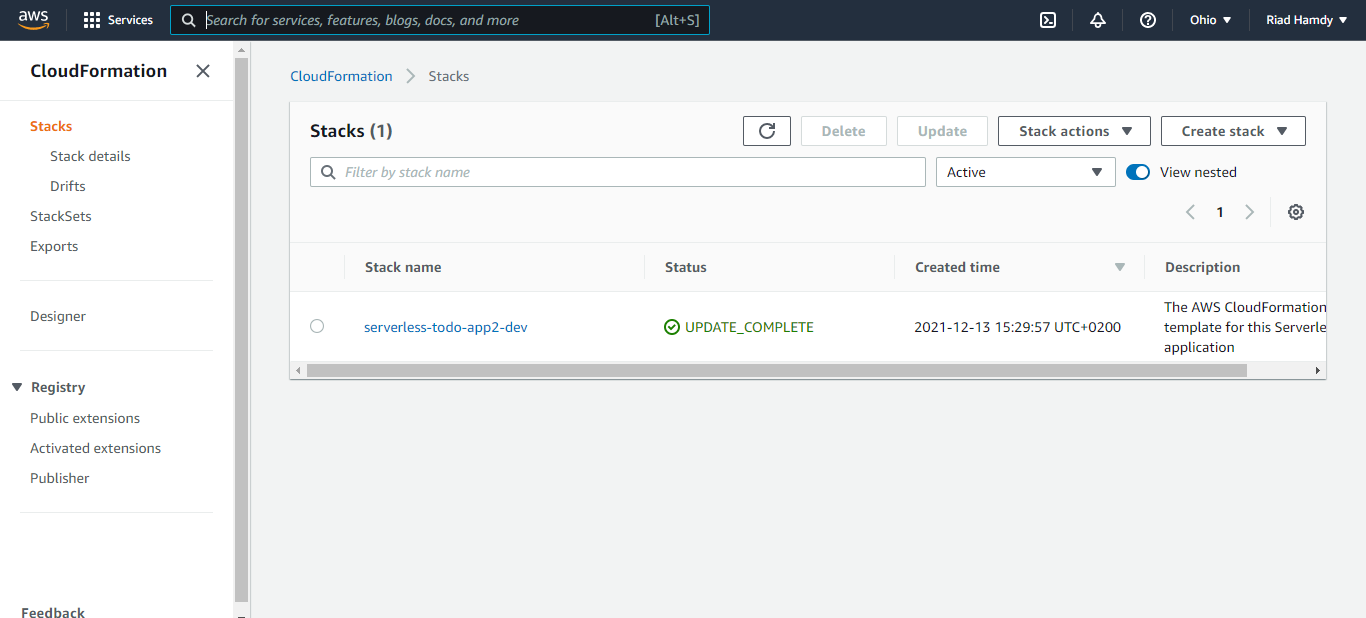 aws
Services
Search for services, features, blogs, docs, and more
[Alt+S]
Ohio
Riad Hamdy
CloudFormation
Stacks
Stack details
Drifts
StackSets
Exports
Designer
Registry
Public extensions
Activated extensions
Publisher
Feedback
CloudFormation
Stacks
Stacks (1)
Delete
Update
Stack actions
Create stack
Filter by stack name
Active
View nested
1
Stack name
Status
Created time
Description
serverless-todo-app2-dev
UPDATE_COMPLETE
2021-12-13 15:29:57 UTC+0200
The AWS CloudFormation
template for this Serverle
application